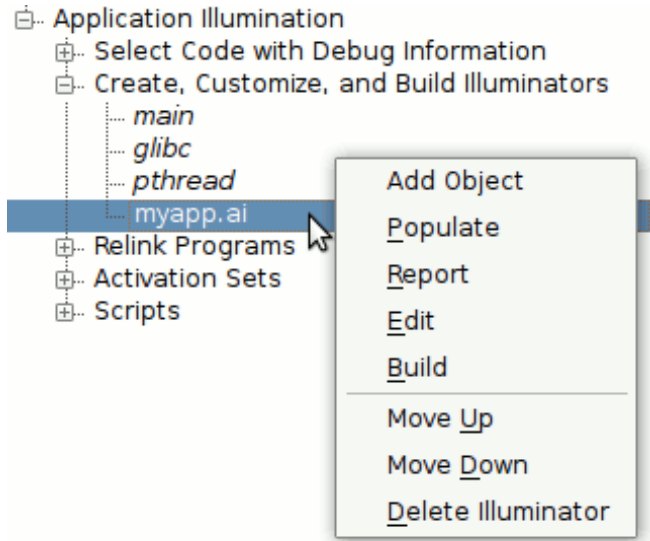 Application Illumination
Select Code with Debug Information
Create, Customize, and Build Illuminators
main
glibc
pthread
myapp.ai
Relink Programs
Activation Sets
Scripts
Add Object
Populate
Report
Edit
Build
Move Up
Move Down
Delete Illuminator